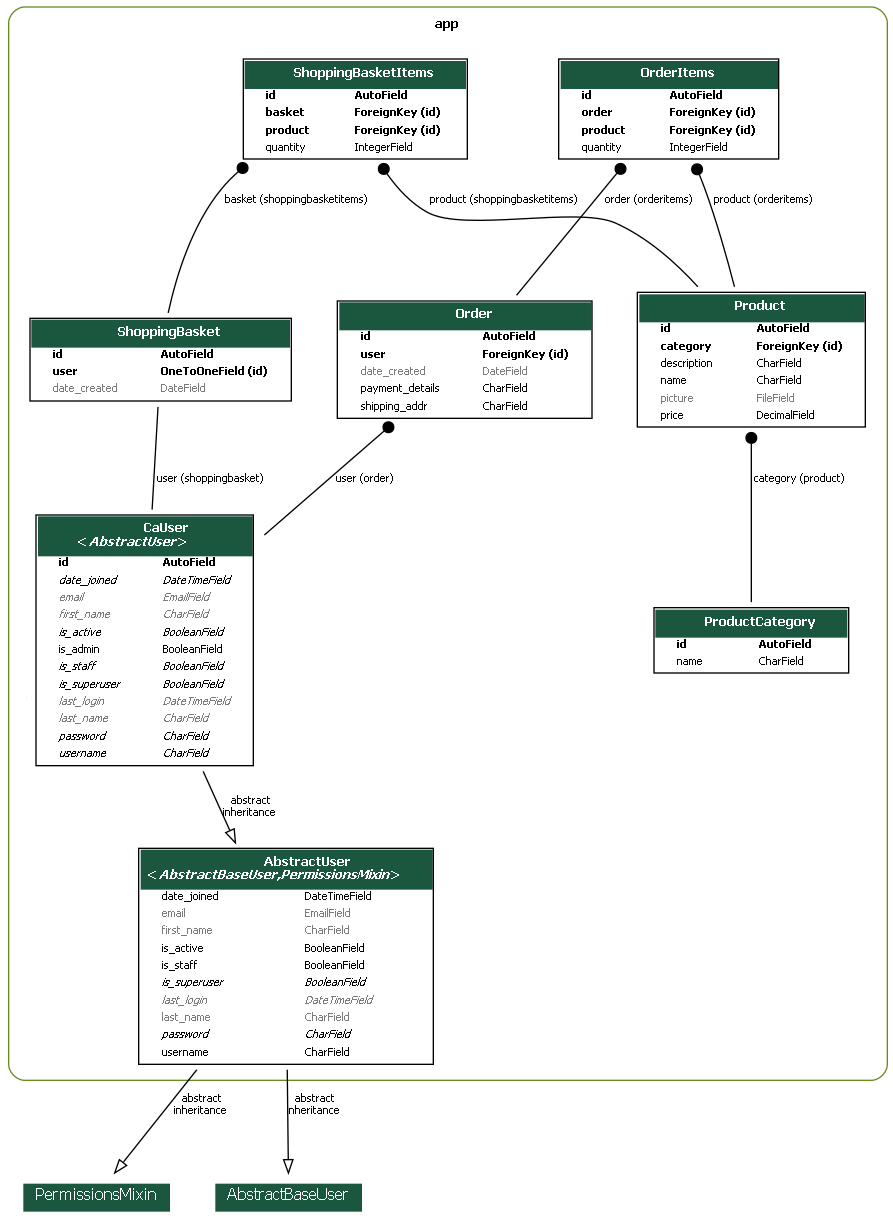 app
ShoppingBasketItems
id AutoField
basket ForeignKey (id)
product ForeignKey (id)
quantity IntegerField
OrderItems
id AutoField
order ForeignKey (id)
product ForeignKey (id)
quantity IntegerField
basket (shoppingbasketitems)
product (shoppingbasketitems)
order (orderitems)
product (orderitems)
ShoppingBasket
id AutoField
user OneToOneField (id)
date_created DateField
Order
id AutoField
user ForeignKey (id)
date_created DateField
payment_details CharField
shipping_addr CharField
Product
id AutoField
category ForeignKey (id)
description CharField
name CharField
picture FileField
price DecimalField
user (shoppingbasket)
user (order)
category (product)
CaUser
<AbstractUser>
id AutoField
date_joined DateTimeField
email EmailField
first_name CharField
is_active BooleanField
is_admin BooleanField
is_staff BooleanField
is_superuser BooleanField
last_login DateTimeField
last_name CharField
password CharField
username CharField
ProductCategory
id AutoField
name CharField
abstract
inheritance
AbstractUser
<AbstractBaseUser,PermissionsMixin>
date_joined DateTimeField
email EmailField
first_name CharField
is_active BooleanField
is_staff BooleanField
is_superuser BooleanField
last_login DateTimeField
last_name CharField
password CharField
username CharField
abstract
inheritance
abstract
inheritance
PermissionsMixin
AbstractBaseUser